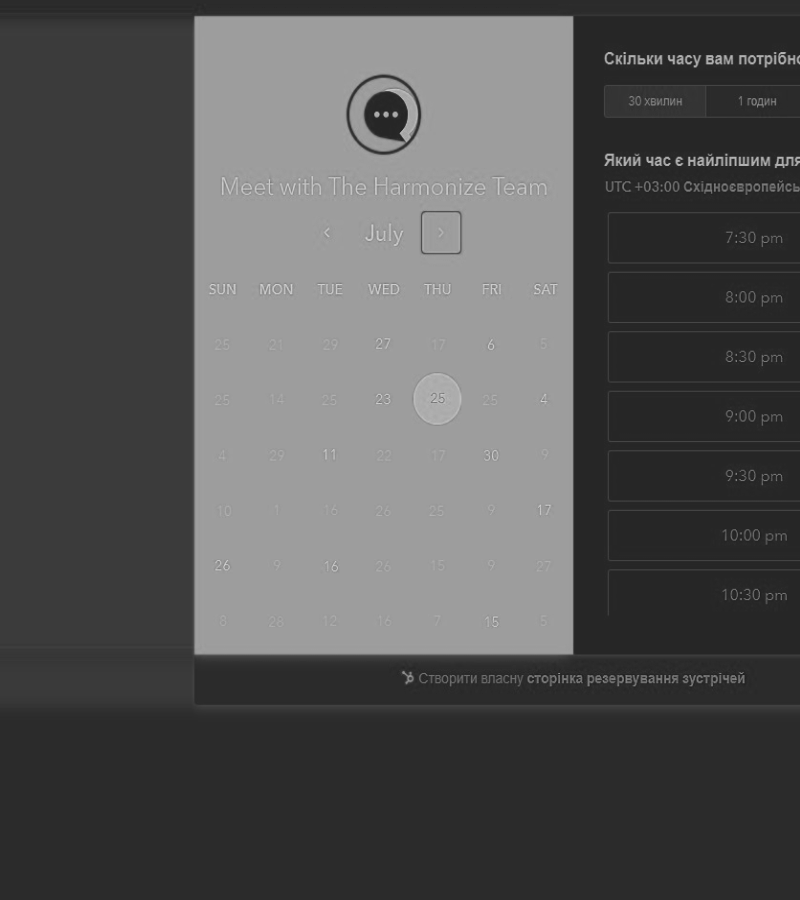 Meet with The Harmonize Team
July
SUN MON TUE WED THU FRI SAT
25 21 29 27 17 6 5
25 14 25 23 25 25 4
4 29 11 22 17 30 9
10 1 16 26 25 9 17
26 9 16 26 15 9 27
8 28 12 16 7 15 5
Скільки часу вам потрібно
30 хвилин 1 годин
Який час є найліпшим для
UTC +03:00 Східноєвропейсь
7:30 pm
8:00 pm
8:30 pm
9:00 pm
9:30 pm
10:00 pm
10:30 pm
Створити власну сторінка резервування зустрічей